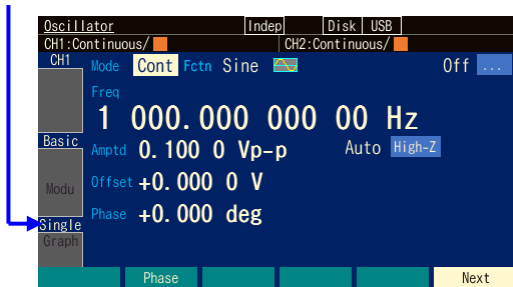 Oscillator Indep Disk USB
CH1:Continuous/ CH2:Continuous/
CH1 Mode Cont Fctn Sine Off ...
Freq
1 000.000 000 00 Hz
Basic Amptd 0.100 0 Vp-p Auto High-Z
Modu Offset +0.000 0 V
Phase +0.000 deg
Single
Graph
Phase Next